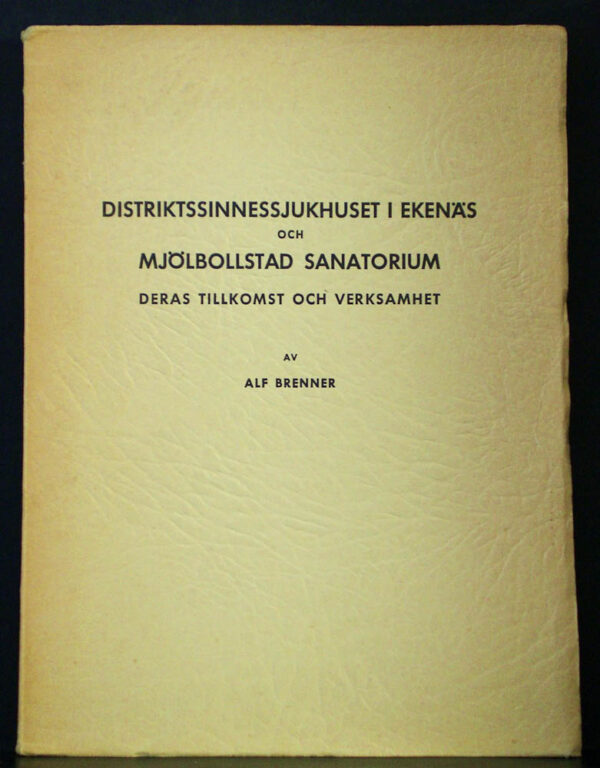 DISTRIKTSSINNESSJUKHUSET I EKENÄS
OCH
MJÖLBOLLSTAD SANATORIUM
DERAS TILLKOMST OCH VERKSAMHET
AV
ALF BRENNER